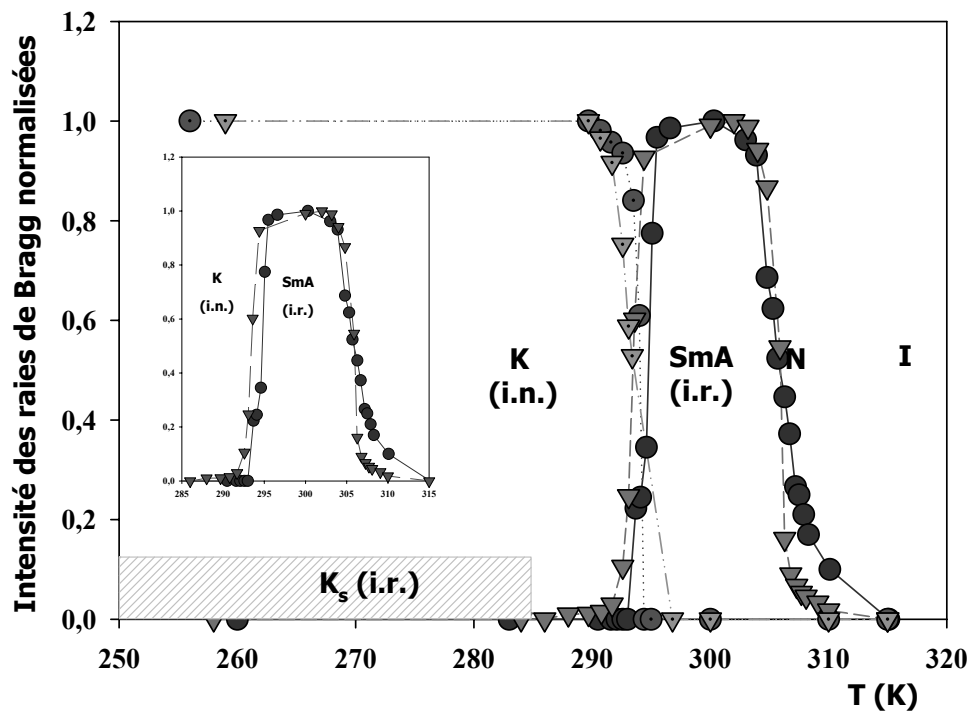 Intensité des raies de Bragg normalisées
1,2
1,0
0,8
0,6
0,4
0,2
0,0
1,2
1,0
0,8
0,6
0,4
0,2
0,0
K
(i.n.)
SmA
(i.r.)
285 290 295 300 305 310 315
K
(i.n.)
SmA
(i.r.)
N
I
Ks (i.r.)
250 260 270 280 290 300 310 320
T (K)